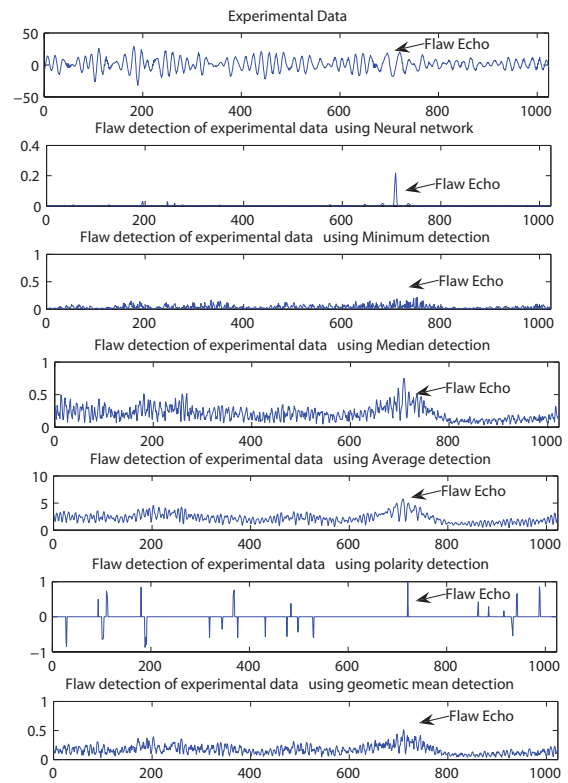 Experimental Data
50
0
−50
Flaw Echo
0 200 400 600 800 1000
Flaw detection of experimental data using Neural network
0.4
0.2
0
Flaw Echo
0 200 400 600 800 1000
Flaw detection of experimental data using Minimum detection
1
0.5
0
Flaw Echo
0 200 400 600 800 1000
Flaw detection of experimental data using Median detection
1
0.5
0
Flaw Echo
0 200 400 600 800 1000
Flaw detection of experimental data using Average detection
10
5
0
Flaw Echo
0 200 400 600 800 1000
Flaw detection of experimental data using polarity detection
1
0
−1
Flaw Echo
0 200 400 600 800 1000
Flaw detection of experimental data using geometic mean detection
1
0.5
0
Flaw Echo
0 200 400 600 800 1000